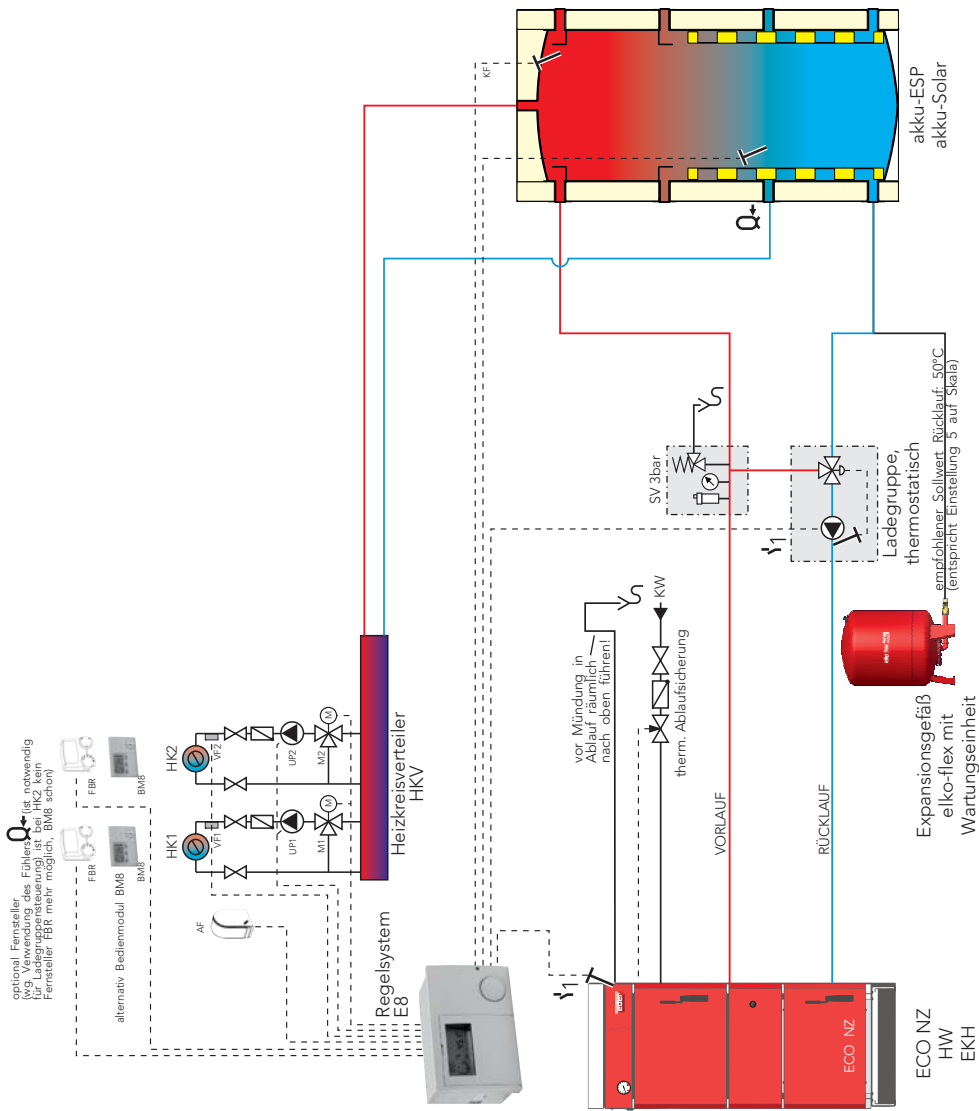 optional Fernsteller
(wg. Verwendung des Fühlers (ist notwendig
für Ladegruppensteuerung) ist bei HK2 kein
Fernsteller FBR mehr möglich, BM8 schon)
FBR
FBR
alternativ Bedienmodul BM8
BM8
BM8
AF
HK1
HK2
VF1
VF2
UP1
UP2
M1
M
M2
M
Regelsystem
E8
Heizkreisverteiler
HKV
KF
akku-ESP
akku-Solar
vor Mündung in
Ablauf räumlich
nach oben führen!
KW
therm. Ablaufsicherung
SV 3bar
VORLAUF
RÜCKLAUF
1
1
Ladegruppe,
thermostatisch
empfohlener Sollwert Rücklauf: 50°C
(entspricht Einstellung 5 auf Skala)
Expansionsgefäß
elko-flex mit
Wartungseinheit
eder
ECO NZ
ECO NZ
HW
EKH